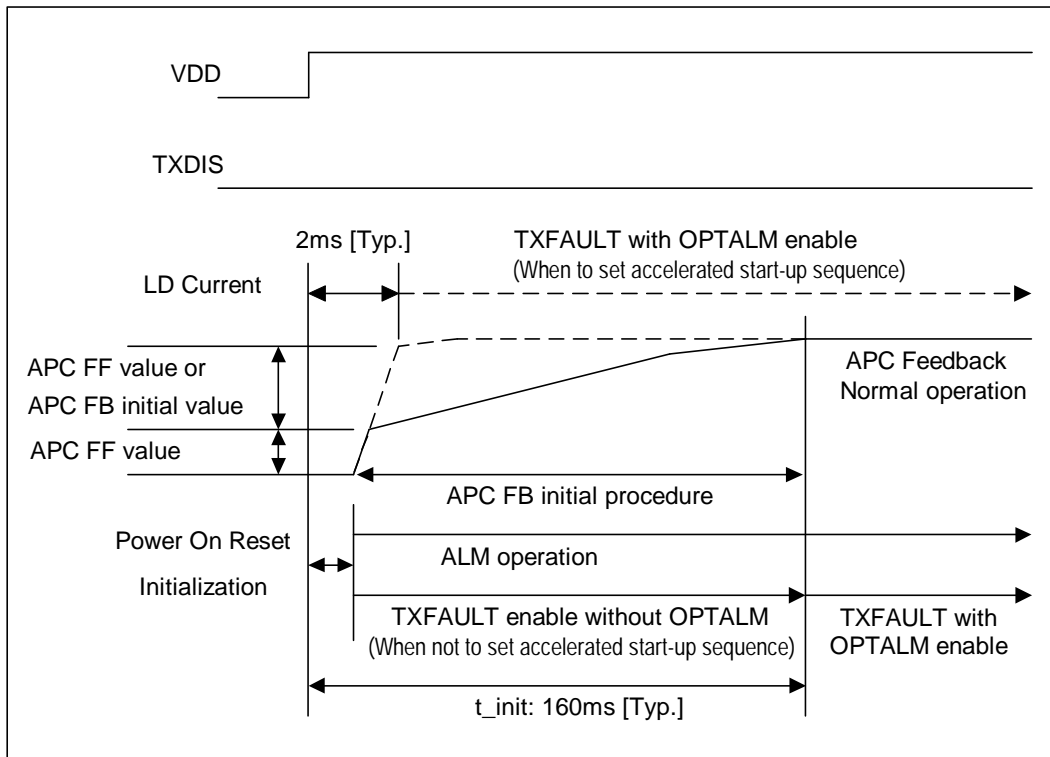 VDD
TXDIS
2ms [Typ.]
TXFAULT with OPTALM enable
(When to set accelerated start-up sequence)
LD Current
APC FF value or
APC FB initial value
APC FF value
APC Feedback
Normal operation
APC FB initial procedure
Power On Reset
Initialization
ALM operation
TXFAULT enable without OPTALM
(When not to set accelerated start-up sequence)
TXFAULT with
OPTALM enable
t_init: 160ms [Typ.]